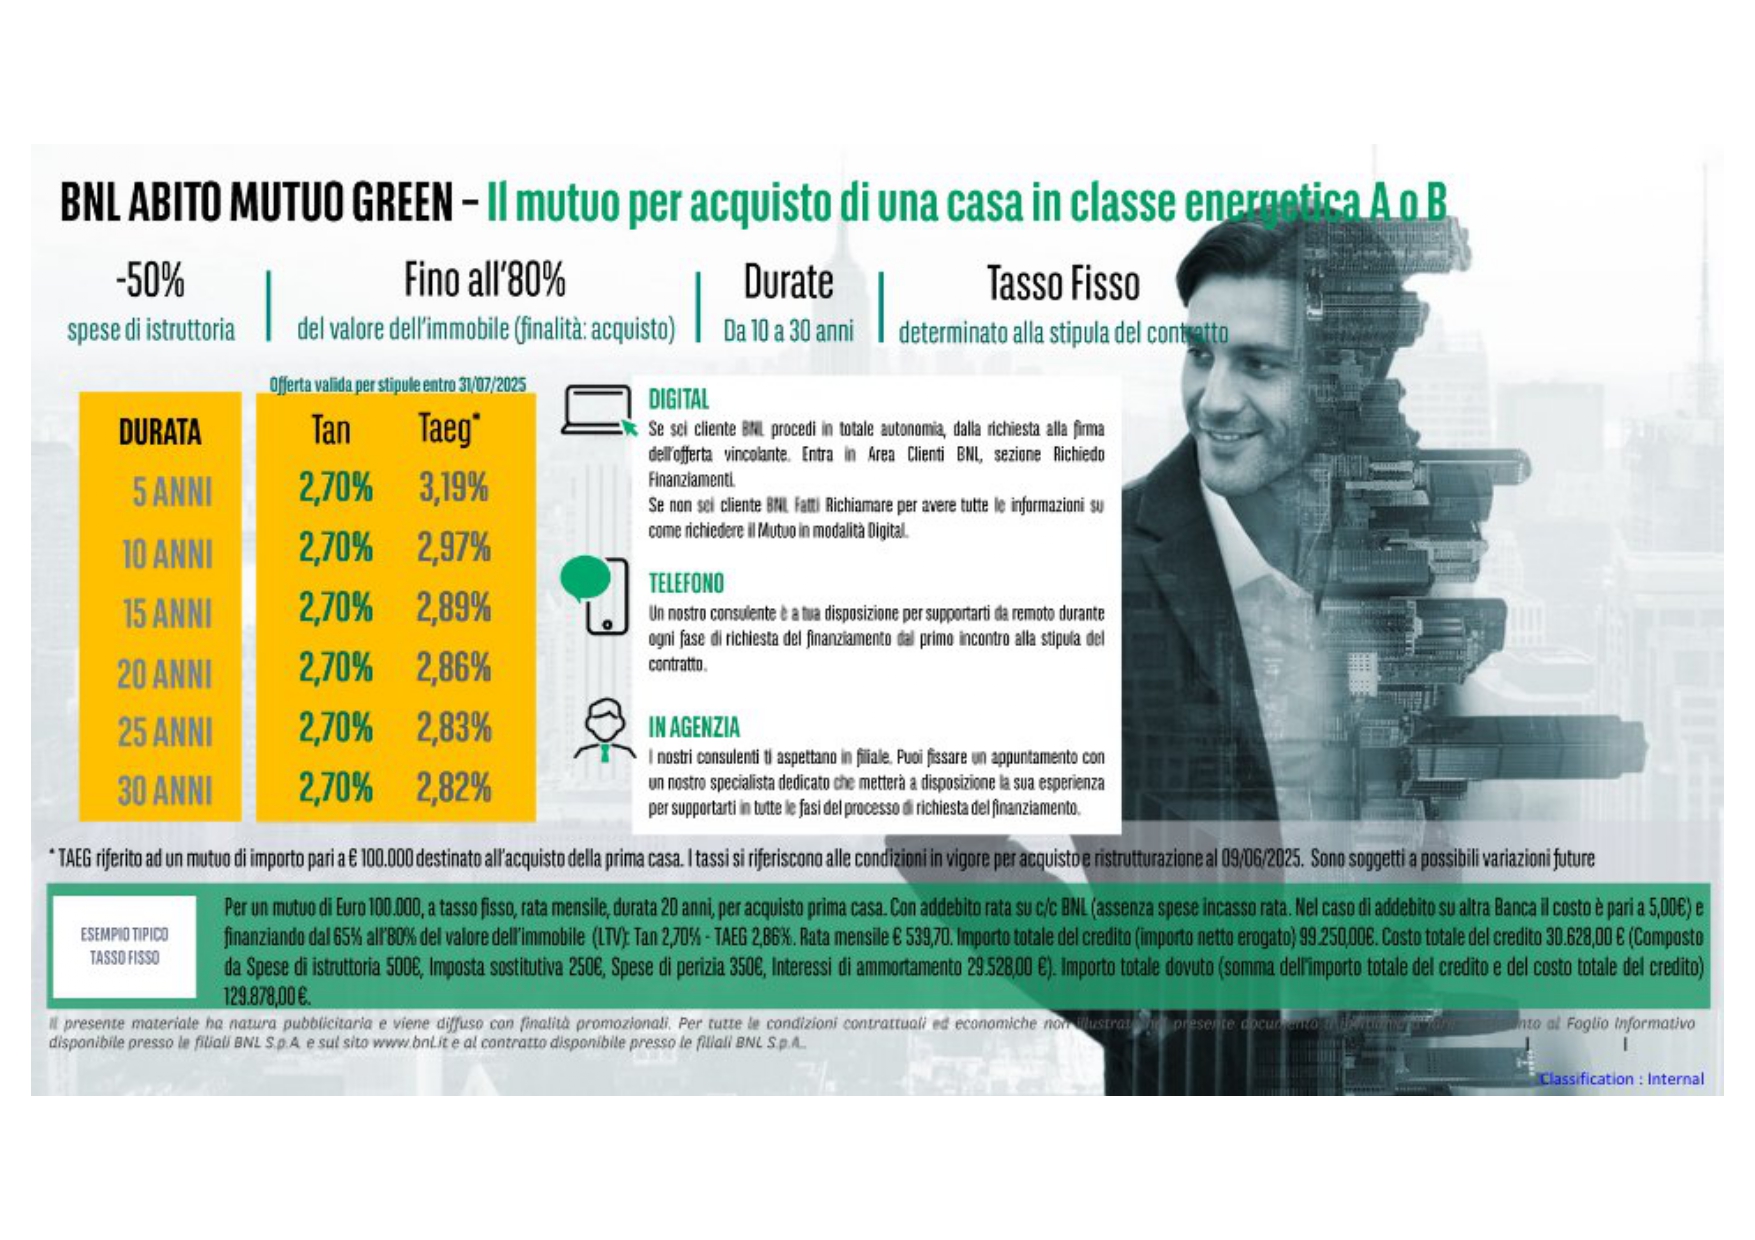 BNL ABITO MUTUO GREEN – Il mutuo per acquisto di una casa in classe energetica A o B
-50%
spese di istruttoria
Fino all'80%
del valore dell'immobile (finalità: acquisto)
Durate
Da 10 a 30 anni
Tasso Fisso
determinato alla stipula del contratto
Offerta valida per stipule entro 31/07/2025
DURATA Tan Taeg*
5 ANNI 2,70% 3,19%
10 ANNI 2,70% 2,97%
15 ANNI 2,70% 2,89%
20 ANNI 2,70% 2,86%
25 ANNI 2,70% 2,83%
30 ANNI 2,70% 2,82%
DIGITAL
Se sei cliente BNL procedi in totale autonomia, dalla richiesta alla firma
dell'offerta vincolante. Entra in Area Clienti BNL, sezione Richiedo
Finanziamenti.
Se non sei cliente BNL Fatti Richiamare per avere tutte le informazioni su
come richiedere il Mutuo in modalità Digital.
TELEFONO
Un nostro consulente è a tua disposizione per supportarti da remoto durante
ogni fase di richiesta del finanziamento dal primo incontro alla stipula del
contratto.
IN AGENZIA
I nostri consulenti ti aspettano in filiale. Puoi fissare un appuntamento con
un nostro specialista dedicato che metterà a disposizione la sua esperienza
per supportarti in tutte le fasi del processo di richiesta del finanziamento.
* TAEG riferito ad un mutuo di importo pari a € 100.000 destinato all'acquisto della prima casa. I tassi si riferiscono alle condizioni in vigore per acquisto e ristrutturazione al 09/06/2025. Sono soggetti a possibili variazioni future
ESEMPIO TIPICO
TASSO FISSO
Per un mutuo di Euro 100.000, a tasso fisso, rata mensile, durata 20 anni, per acquisto prima casa. Con addebito rata su c/c BNL (assenza spese incasso rata. Nel caso di addebito su altra Banca il costo è pari a 5,00€) e
finanziando dal 65% all'80% del valore dell'immobile (LTV): Tan 2,70% - TAEG 2,86%. Rata mensile € 539,70. Importo totale del credito (importo netto erogato) 99.250,00€. Costo totale del credito 30.628,00 € (Composto
da Spese di istruttoria 500€, Imposta sostitutiva 250€, Spese di perizia 350€, Interessi di ammortamento 29.528,00 €). Importo totale dovuto (somma dell'importo totale del credito e del costo totale del credito)
129.878,00 €.
Il presente materiale ha natura pubblicitaria e viene diffuso con finalità promozionali. Per tutte le condizioni contrattuali ed economiche non presente documento al Foglio Informativo
disponibile presso le filiali BNL S.p.A. e sul sito www.bnl.it e al contratto disponibile presso le filiali BNL S.p.A..
Classification : Internal